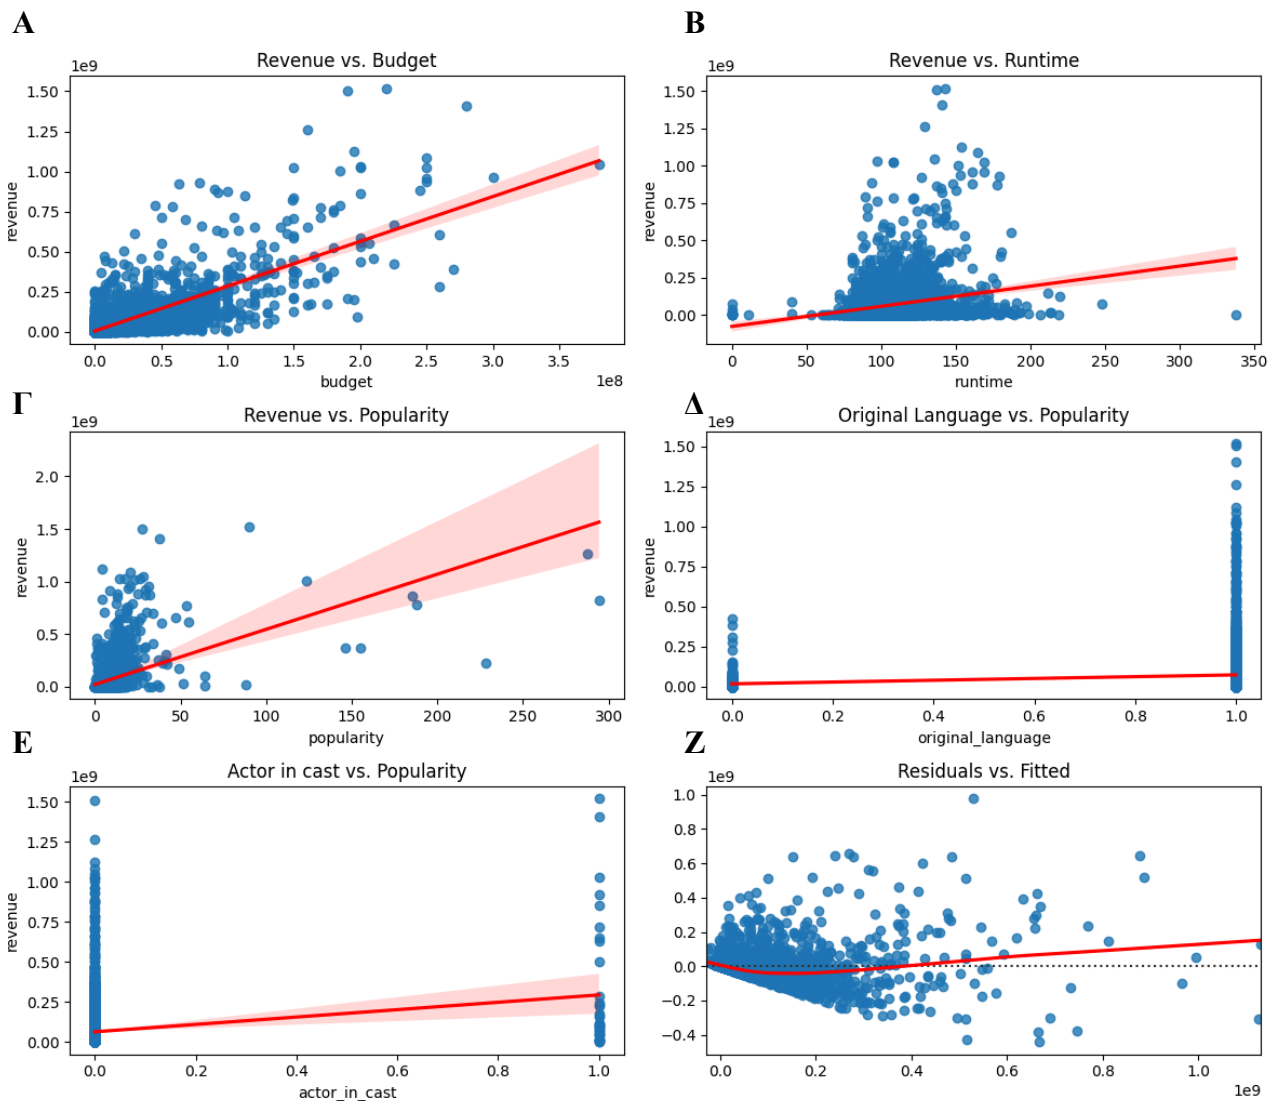 Α
Β
Revenue vs. Budget
1e9
revenue
1.50
1.25
1.00
0.75
0.50
0.25
0.00
0.0 0.5 1.0 1.5 2.0 2.5 3.0 3.5
budget
1e8
Revenue vs. Runtime
1e9
revenue
1.50
1.25
1.00
0.75
0.50
0.25
0.00
0 50 100 150 200 250 300 350
runtime
Γ
Δ
Revenue vs. Popularity
1e9
revenue
2.0
1.5
1.0
0.5
0.0
0 50 100 150 200 250 300
popularity
Original Language vs. Popularity
1e9
revenue
1.50
1.25
1.00
0.75
0.50
0.25
0.00
0.0 0.2 0.4 0.6 0.8 1.0
original_language
Ε
Ζ
Actor in cast vs. Popularity
1e9
revenue
1.50
1.25
1.00
0.75
0.50
0.25
0.00
0.0 0.2 0.4 0.6 0.8 1.0
actor_in_cast
Residuals vs. Fitted
1e9
1.0
0.8
0.6
0.4
0.2
0.0
−0.2
−0.4
0.0 0.2 0.4 0.6 0.8 1.0
1e9